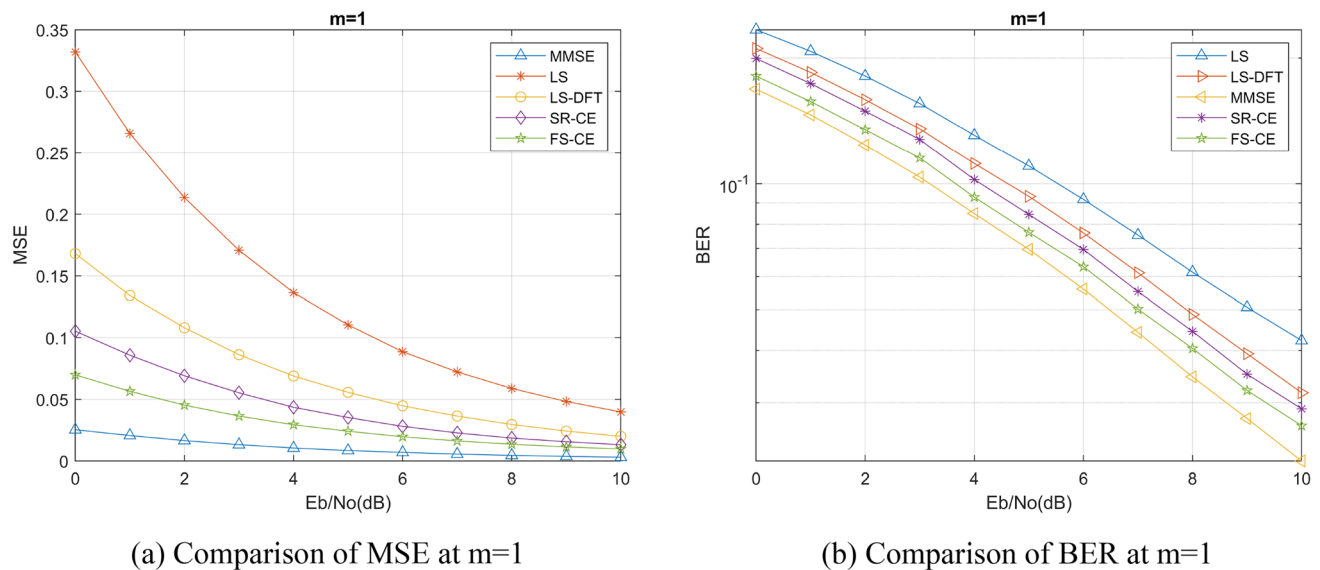 m=1
0.35
0.3
0.25
0.2
0.15
0.1
0.05
0
MSE
0 2 4 6 8 10
Eb/No(dB)
MMSE
LS
LS-DFT
SR-CE
FS-CE
(a) Comparison of MSE at m=1
m=1
10-1
BER
0 2 4 6 8 10
Eb/No(dB)
LS
LS-DFT
MMSE
SR-CE
FS-CE
(b) Comparison of BER at m=1